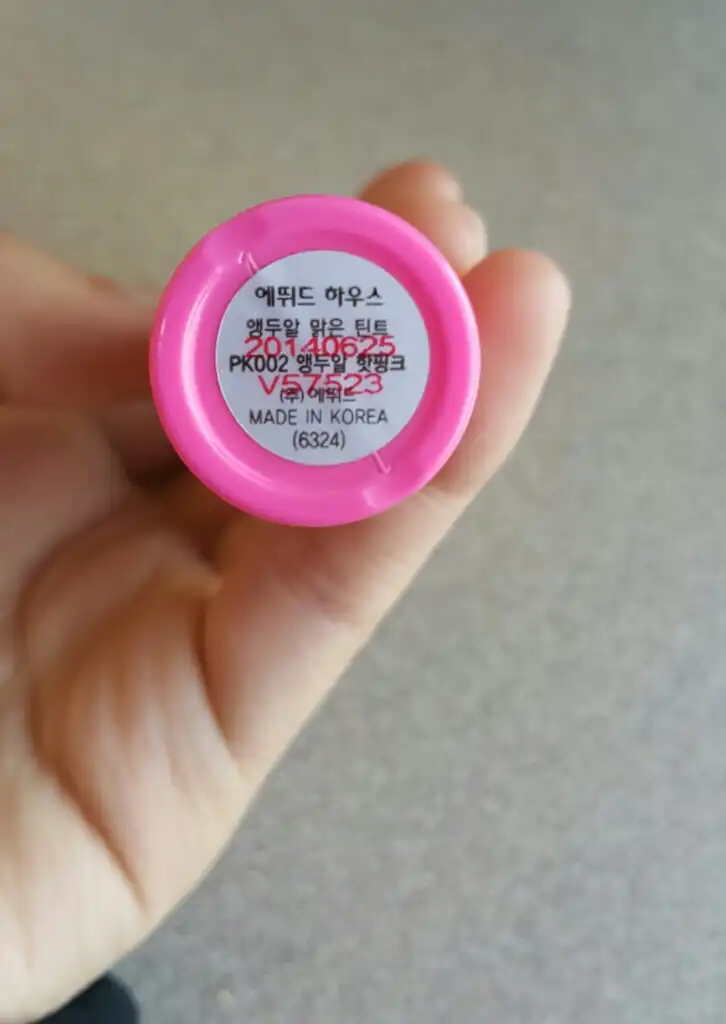 에뛰드 하우스
앵두알 맑은 틴트
20140625
PK002 앵두알 핫핑크
V57523
(주) 에뛰드
MADE IN KOREA
(6324)